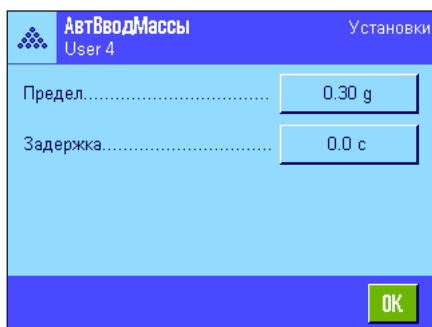 АвтВводМассы Установки
User 4
Предел................................ 0.30 g
Задержка............................. 0.0 с
OK